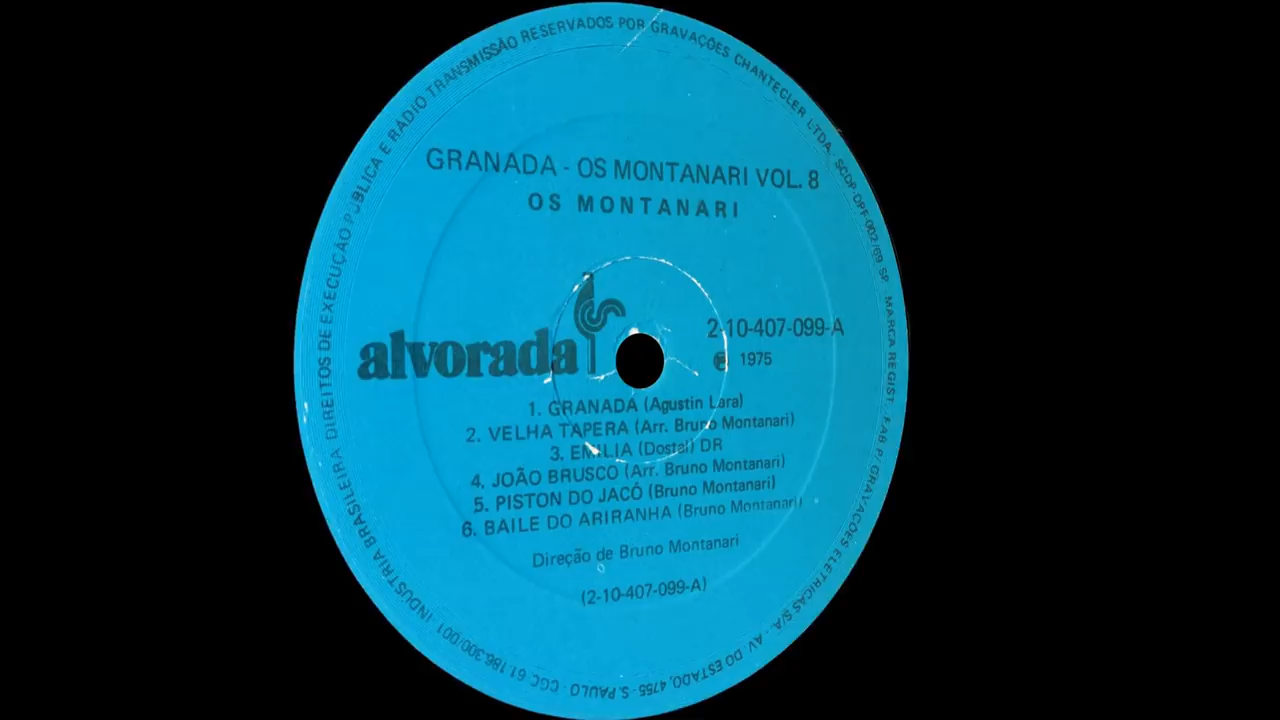 DIREITOS DE EXECUÇÃO PÚBLICA E RADIO TRANSMISSÃO RESERVADOS POR GRAVAÇÕES CHANTECLER LTDA. SCDP-DPF-002/69 SP MARCA REGIST. FAB P/ GRAVAÇÕES ELÉTRICAS S/A. - AV. DO ESTADO, 4755 - S. PAULO - CGC 61.186.300/001 INDÚSTRIA BRASILEIRA
GRANADA - OS MONTANARI VOL. 8
OS MONTANARI
alvorada
2-10-407-099-A
℗ 1975
1. GRANADA (Agustin Lara)
2. VELHA TAPERA (Arr. Bruno Montanari)
3. EMILIA (Dostal) DR
4. JOÃO BRUSCO (Arr. Bruno Montanari)
5. PISTON DO JACÓ (Bruno Montanari)
6. BAILE DO ARIRANHA (Bruno Montanari)
Direção de Bruno Montanari
(2-10-407-099-A)